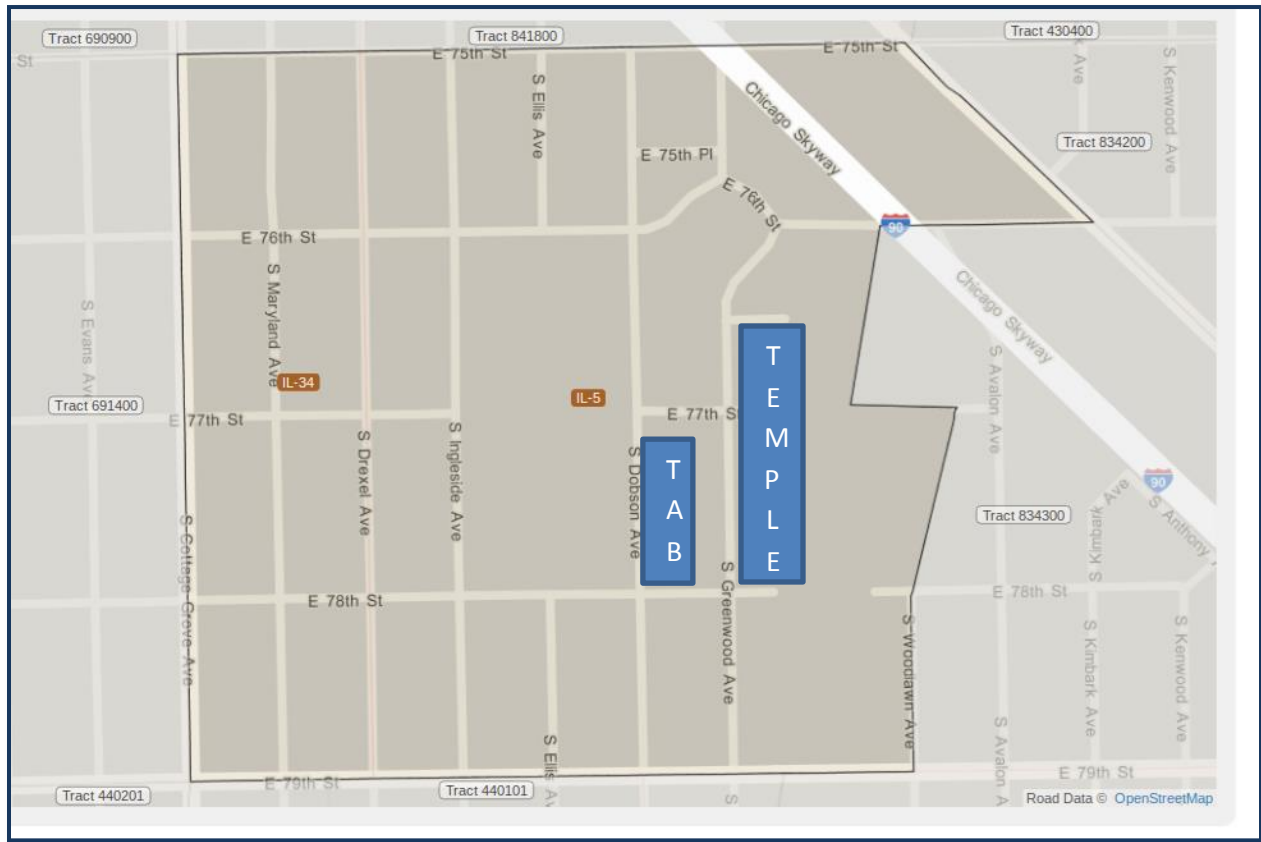 Tract 690900
Tract 841800
Tract 430400
St
E 75th St
E 75th St
Ave
S Kenwood Ave
S Ellis Ave
Chicago Skyway
Tract 834200
E 75th Pl
E 76th St
E 76th St
90
S Maryland Ave
S Evans Ave
Chicago Skyway
TEMPLE
S Avalon Ave
IL-34
IL-5
Tract 691400
E 77th St
E 77th St
S Drexel Ave
S Ingleside Ave
S Dobson Ave
TAB
90
S Kimbark Ave
S Anthony
Tract 834300
S Cottage Grove Ave
E 78th St
S Greenwood Ave
E 78th St
S Woodlawn Ave
S Kimbark Ave
S Kenwood Ave
S Ellis Av
S Avalon A
E 79th St
E 79th St
Tract 440201
Tract 440101
S
Road Data © OpenStreetMap